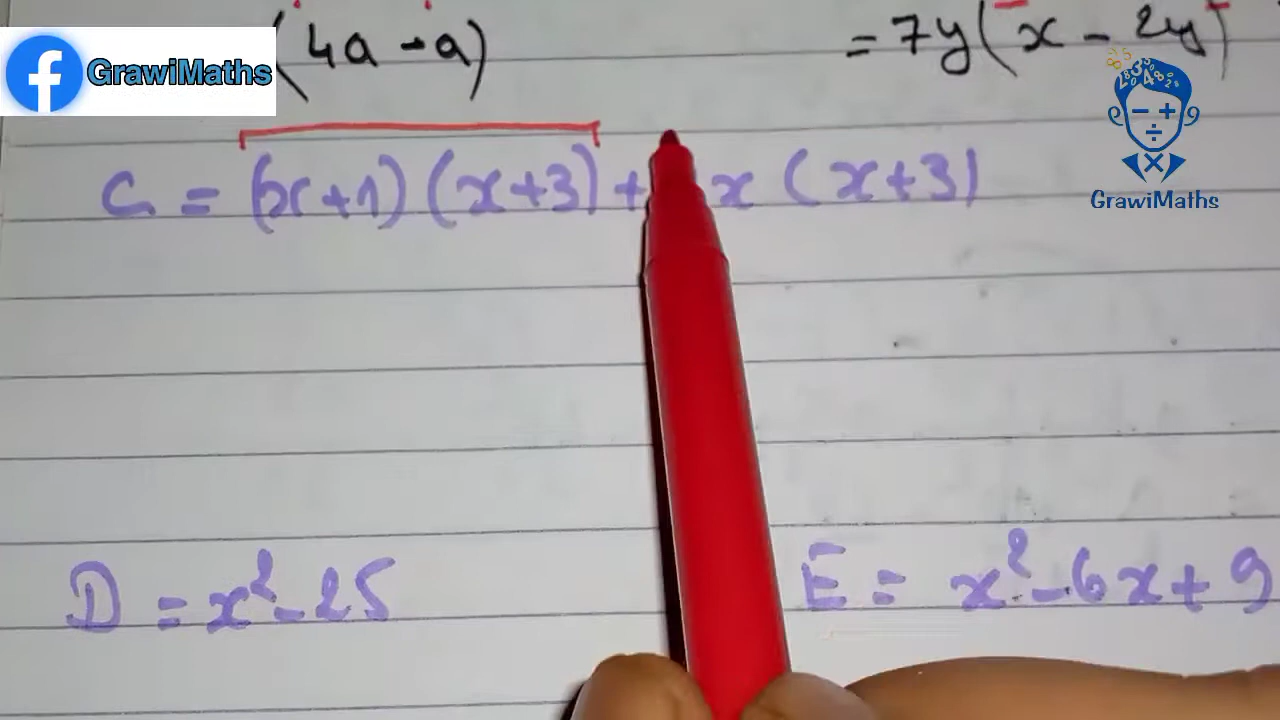 GrawiMaths
(4a - a)
= 7y(x - 2y)
GrawiMaths
C = (x+1)(x+3) + x (x+3)
D = x² - 25
E = x² - 6x + 9